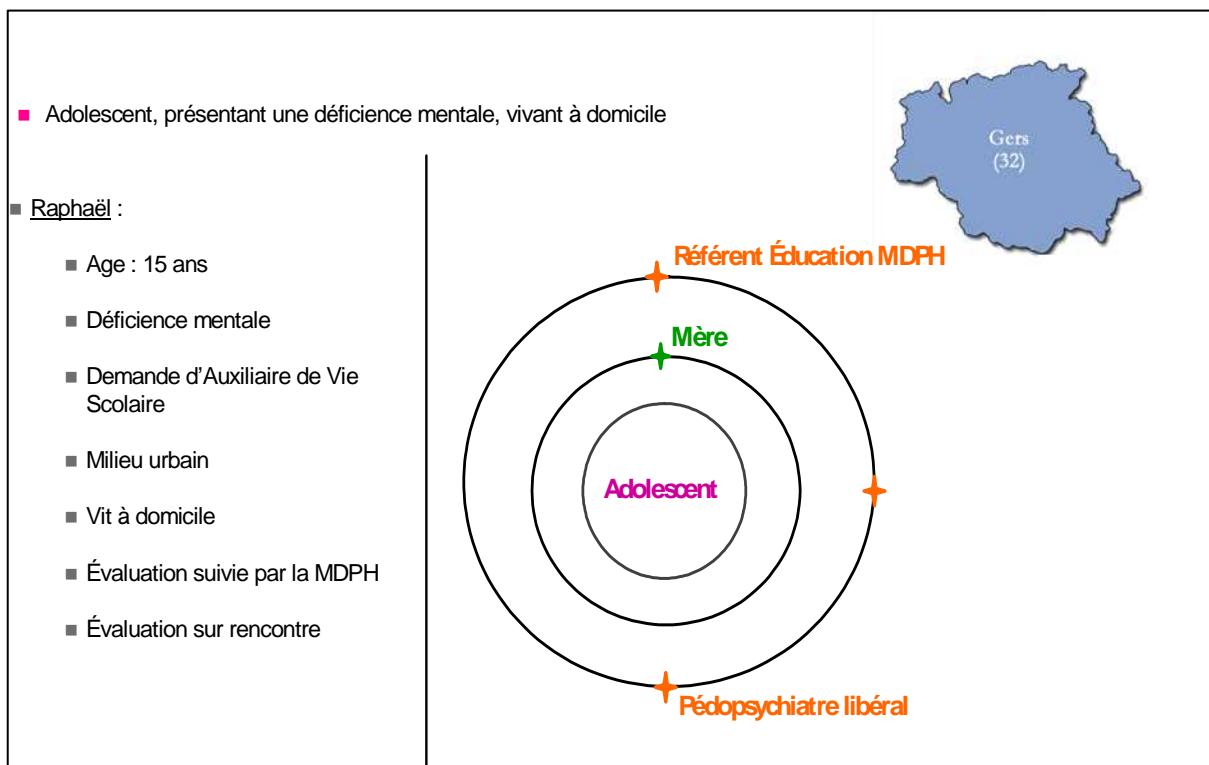 Adolescent, présentant une déficience mentale, vivant à domicile
Gers
(32)
Raphaël :
Age : 15 ans
Déficience mentale
Demande d'Auxiliaire de Vie
Scolaire
Milieu urbain
Vit à domicile
Évaluation suivie par la MDPH
Évaluation sur rencontre
Référent Éducation MDPH
Mère
Adolescent
Pédopsychiatre libéral